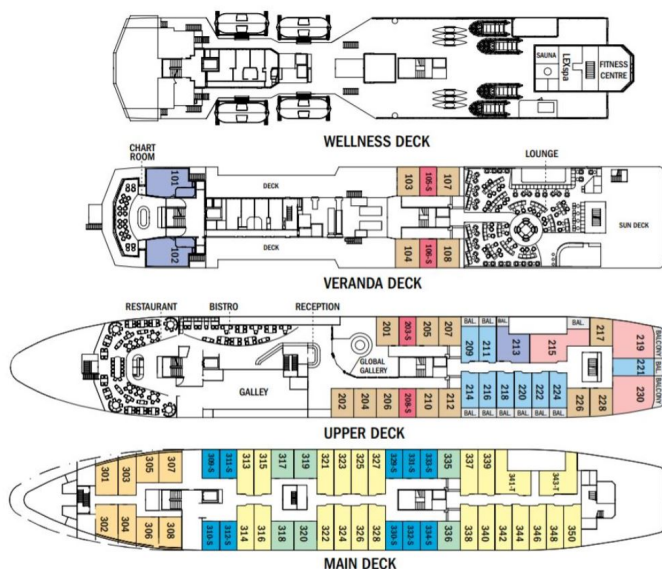 SAUNA
LEXspa
FITNESS
CENTRE
WELLNESS DECK
CHART
ROOM
LOUNGE
101
DECK
103
105-S
107
SUN DECK
102
DECK
104
106-S
108
VERANDA DECK
RESTAURANT
BISTRO
RECEPTION
201
203-S
205
207
BAL.
BAL.
BAL.
BAL.
217
219
BALCONY
209
211
213
215
GLOBAL
GALLERY
221
BAL.
GALLEY
214
216
218
220
222
224
230
BALCONY
202
204
206
208-S
210
212
226
228
BAL.
BAL.
BAL.
BAL.
BAL.
BAL.
UPPER DECK
301
303
305
307
309-S
311-S
313
315
317
319
321
323
325
327
329-S
331-S
333-S
335
337
339
341-T
343-T
302
304
306
308
310-S
312-S
314
316
318
320
322
324
326
328
330-S
332-S
334-S
336
338
340
342
344
346
348
350
MAIN DECK